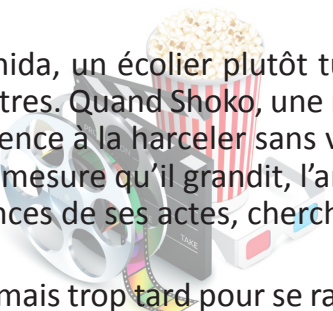 nida, un écolier plutôt tu
tres. Quand Shoko, une
ence à la harceler sans v
mesure qu'il grandit, l'a
nces de ses actes, cherch
mais trop tard pour se ra
TAKE